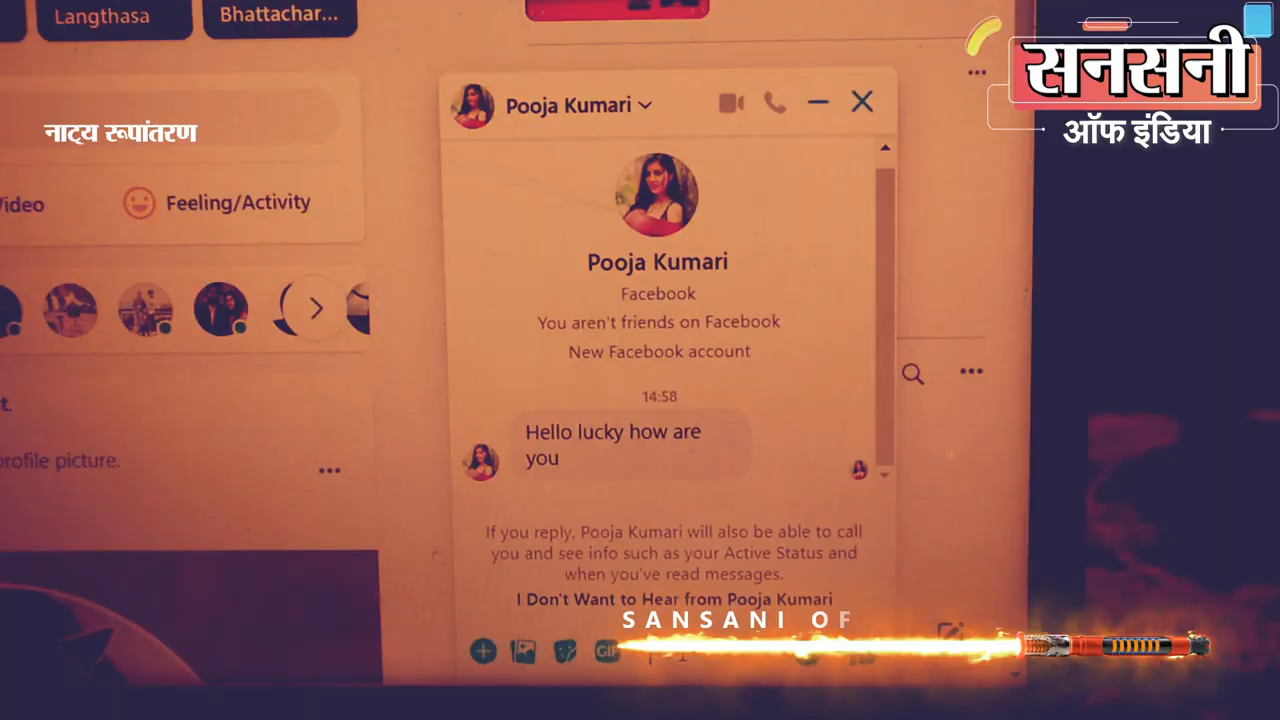 Langthasa
Bhattachar...
सनसनी
ऑफ इंडिया
नाट्य रूपांतरण
Pooja Kumari
Feeling/Activity
Pooja Kumari
Facebook
You aren't friends on Facebook
New Facebook account
14:58
Hello lucky how are
you
profile picture.
If you reply, Pooja Kumari will also be able to call
you and see info such as your Active Status and
when you've read messages.
I Don't Want to Hear from Pooja Kumari
SANSANI OF
GIF